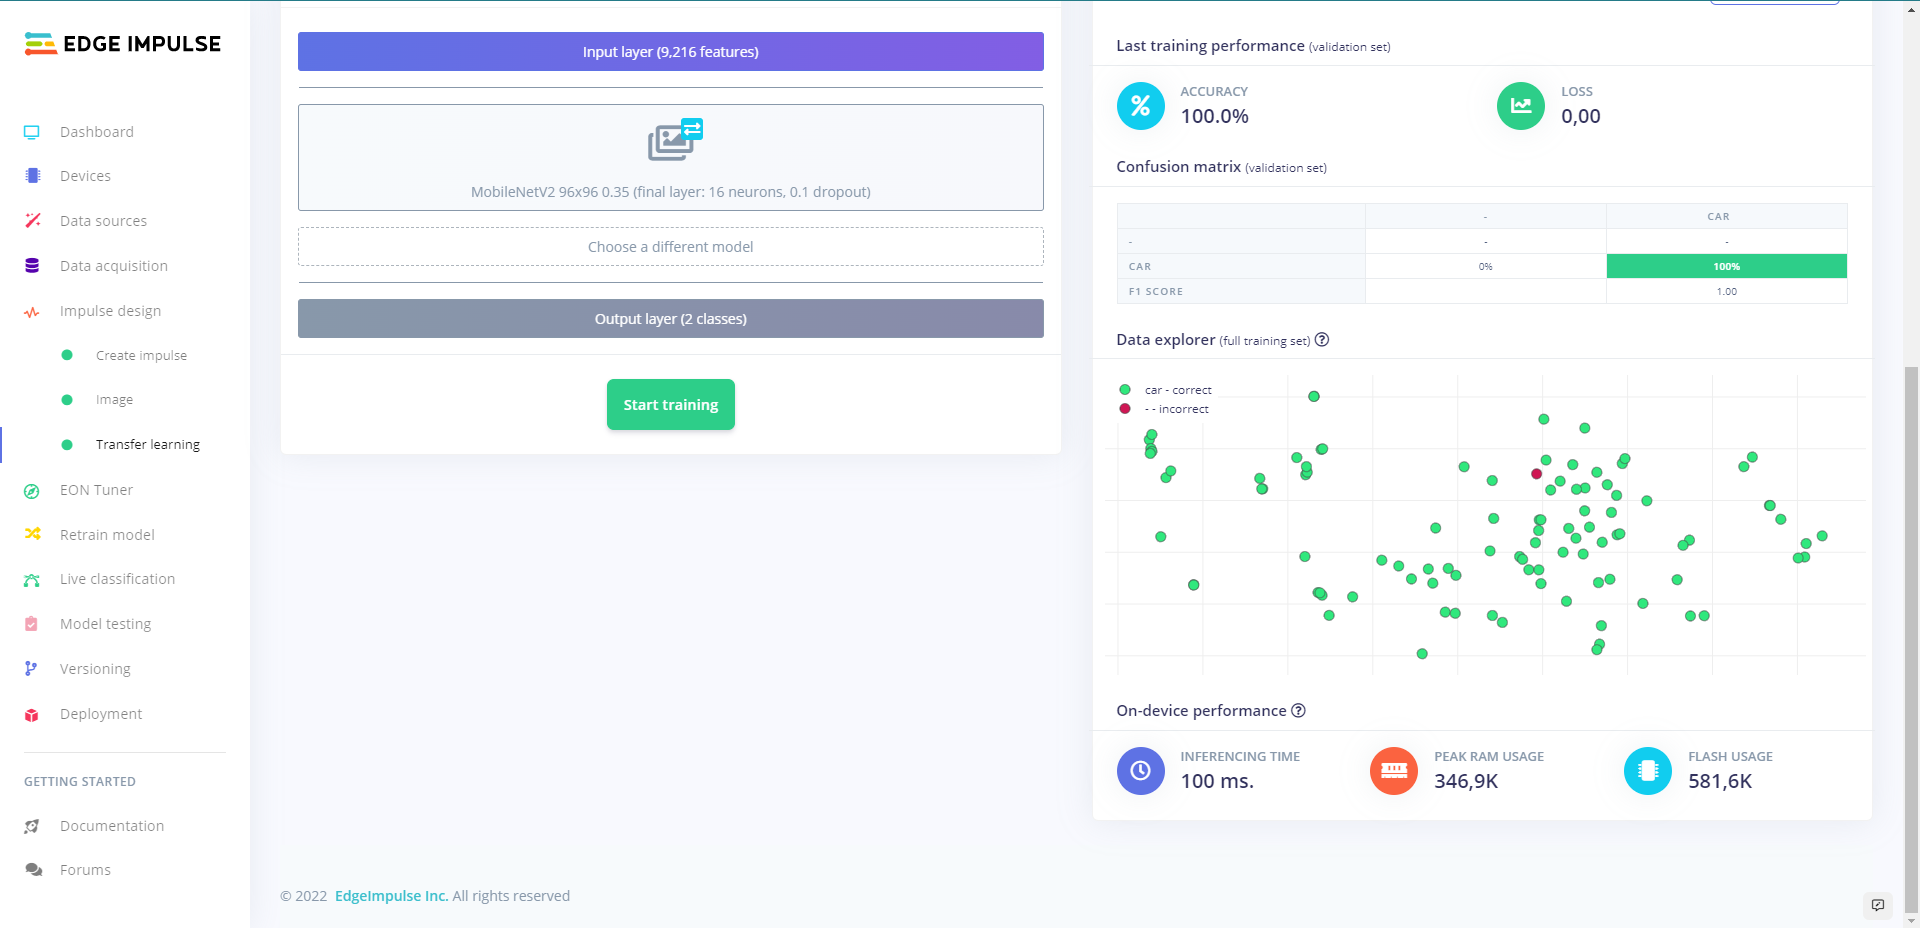 EDGE IMPULSE
Dashboard
Devices
Data sources
Data acquisition
Impulse design
Create impulse
Image
Transfer learning
EON Tuner
Retrain model
Live classification
Model testing
Versioning
Deployment
GETTING STARTED
Documentation
Forums
Input layer (9,216 features)
MobileNetV2 96x96 0.35 (final layer: 16 neurons, 0.1 dropout)
Choose a different model
Output layer (2 classes)
Start training
Last training performance (validation set)
%
ACCURACY
100.0%
LOSS
0,00
Confusion matrix (validation set)
- CAR
- - -
CAR 0% 100%
F1 SCORE 1.00
Data explorer (full training set) ?
car - correct
- - incorrect
On-device performance ?
INFERENCING TIME
100 ms.
PEAK RAM USAGE
346,9K
FLASH USAGE
581,6K
© 2022 EdgeImpulse Inc. All rights reserved